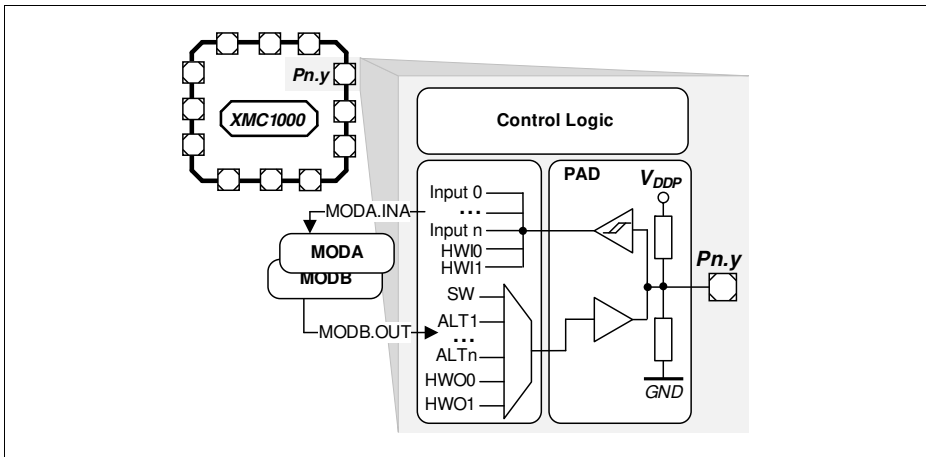 Pn.y
XMC1000
Control Logic
PAD
VDDP
Input 0
...
Input n
HWI0
HWI1
MODA.INA
MODA
MODB
MODB.OUT
SW
ALT1
...
ALTn
HWO0
HWO1
Pn.y
GND